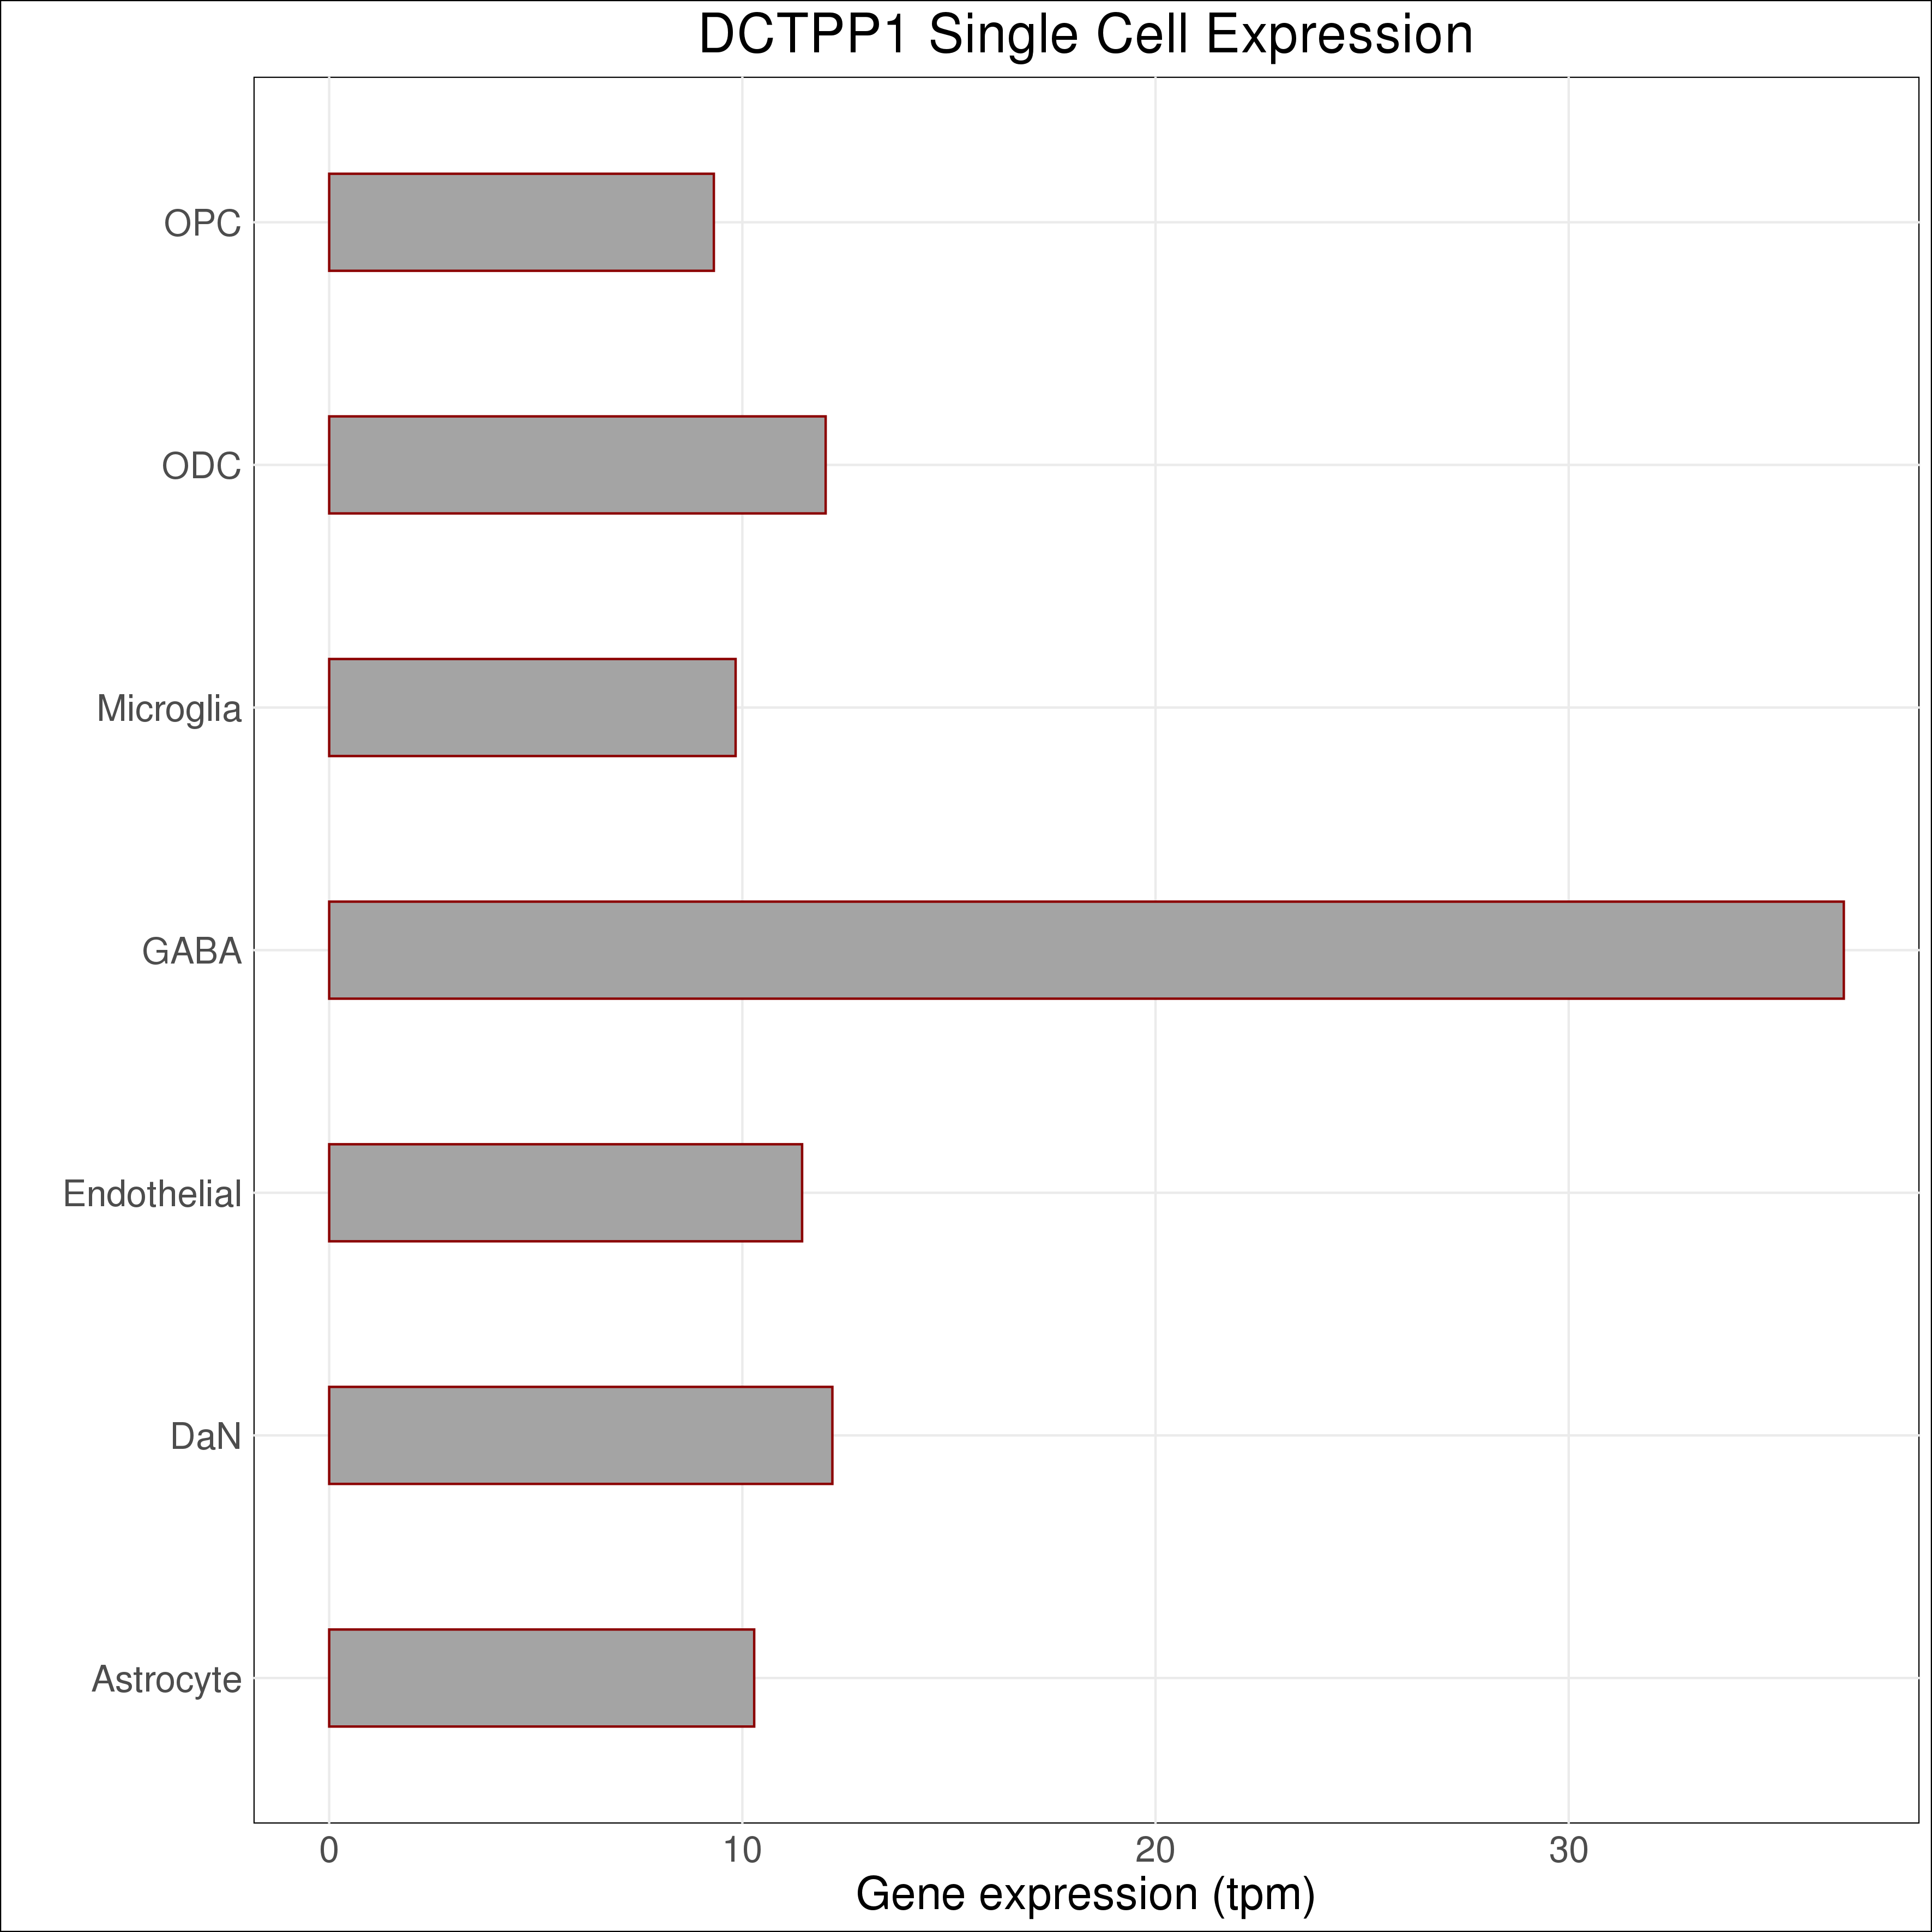 DCTPP1 Single Cell Expression
OPC
ODC
Microglia
GABA
Endothelial
DaN
Astrocyte
0 10 20 30
Gene expression (tpm)